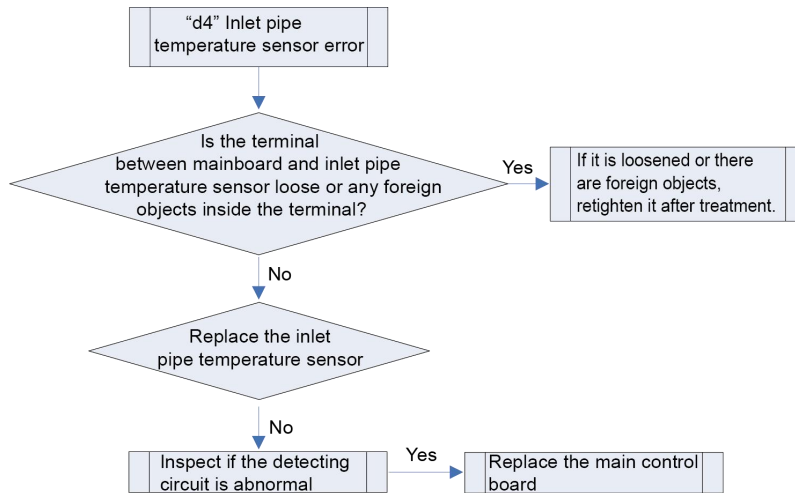 “d4” Inlet pipe
temperature sensor error
Is the terminal
between mainboard and inlet pipe
temperature sensor loose or any foreign
objects inside the terminal?
Yes
If it is loosened or there
are foreign objects,
retighten it after treatment.
No
Replace the inlet
pipe temperature sensor
No
Inspect if the detecting
circuit is abnormal
Yes
Replace the main control
board